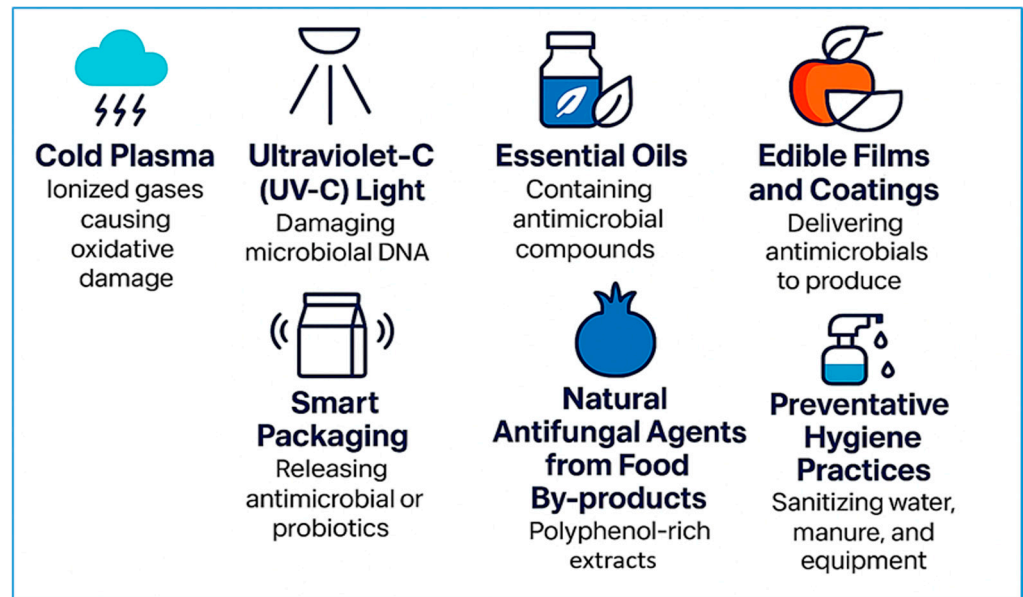 Cold Plasma
Ionized gases
causing
oxidative
damage
Ultraviolet-C
(UV-C) Light
Damaging
microbiolal DNA
Essential Oils
Containing
antimicrobial
compounds
Edible Films
and Coatings
Delivering
antimicrobials
to produce
Smart
Packaging
Releasing
antimicrobial or
probiotics
Natural
Antifungal Agents
from Food
By-products
Polyphenol-rich
extracts
Preventative
Hygiene
Practices
Sanitizing water,
manure, and
equipment